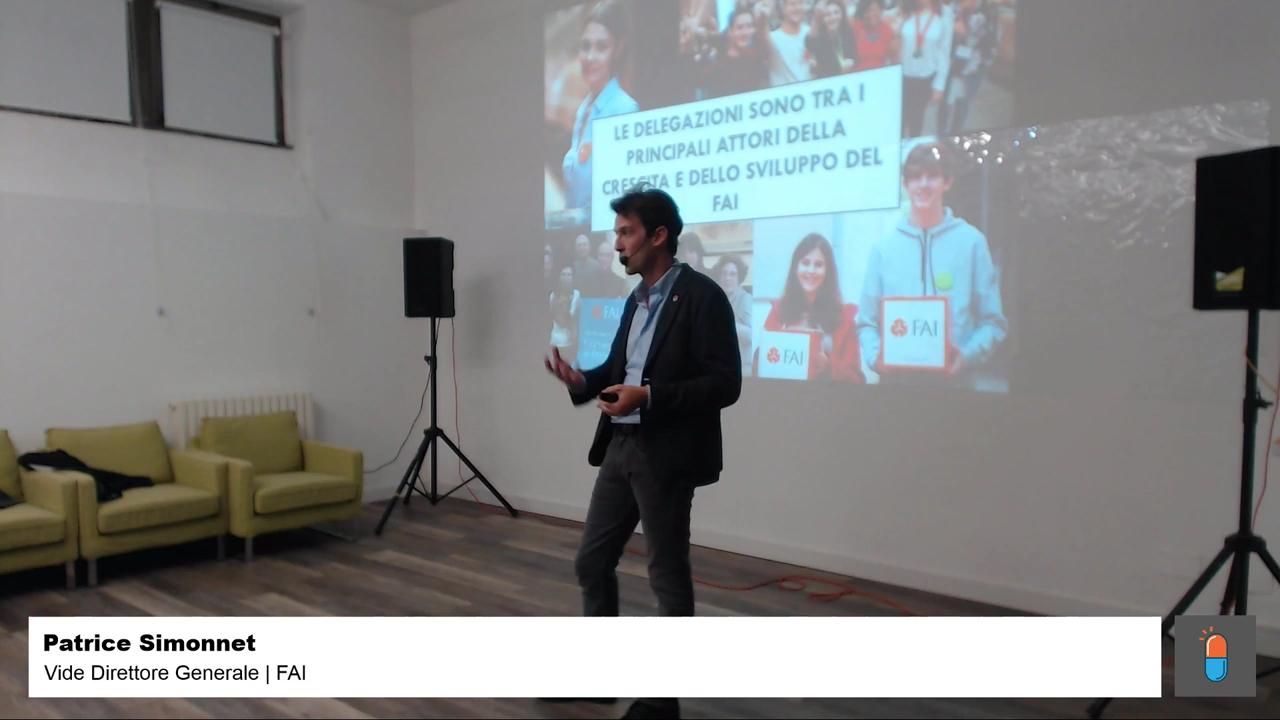 LE DELEGAZIONI SONO TRA I
PRINCIPALI ATTORI DELLA
CRESCITA E DELLO SVILUPPO DEL
FAI
FAI
FAI
FAI
Patrice Simonnet
Vide Direttore Generale | FAI